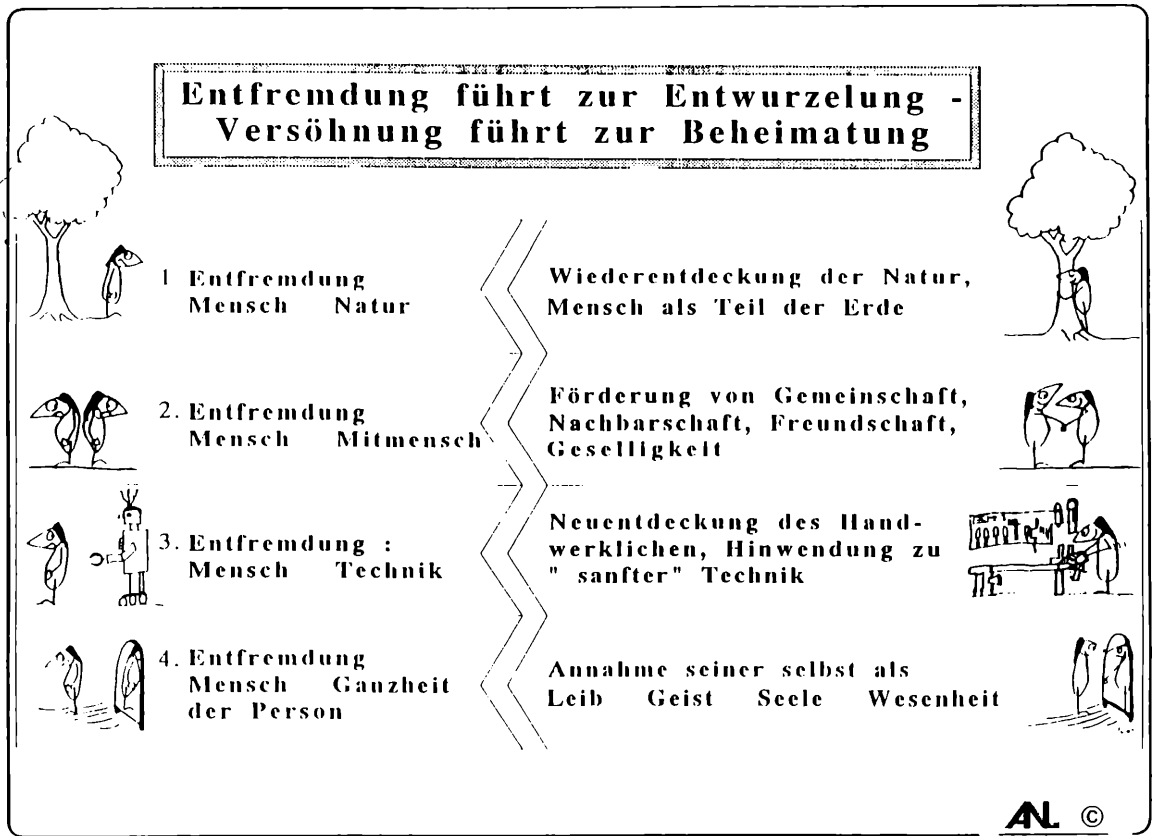 Entfremdung führt zur Entwurzelung -
Versöhnung führt zur Beheimatung
1 Entfremdung
Mensch Natur
Wiederentdeckung der Natur,
Mensch als Teil der Erde
2. Entfremdung
Mensch Mitmensch
Förderung von Gemeinschaft,
Nachbarschaft, Freundschaft,
Geselligkeit
3. Entfremdung :
Mensch Technik
Neuentdeckung des Hand-
werklichen, Hinwendung zu
" sanfter" Technik
4. Entfremdung
Mensch Ganzheit
der Person
Annahme seiner selbst als
Leib Geist Seele Wesenheit
ANL ©